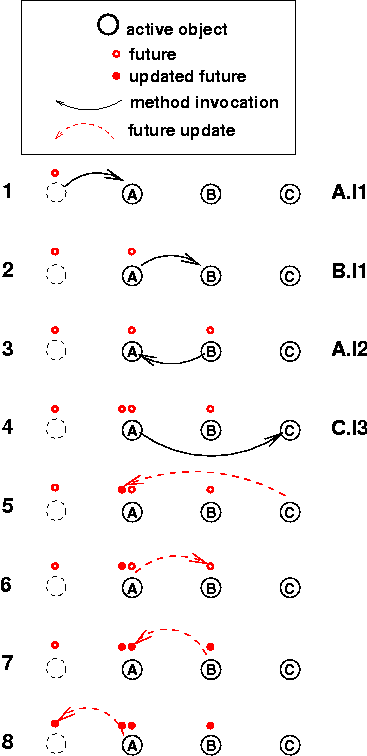 active object
future
updated future
method invocation
future update
1 A B C A.I1
2 A B C B.I1
3 A B C A.I2
4 A B C C.I3
5 A B C
6 A B C
7 A B C
8 A B C